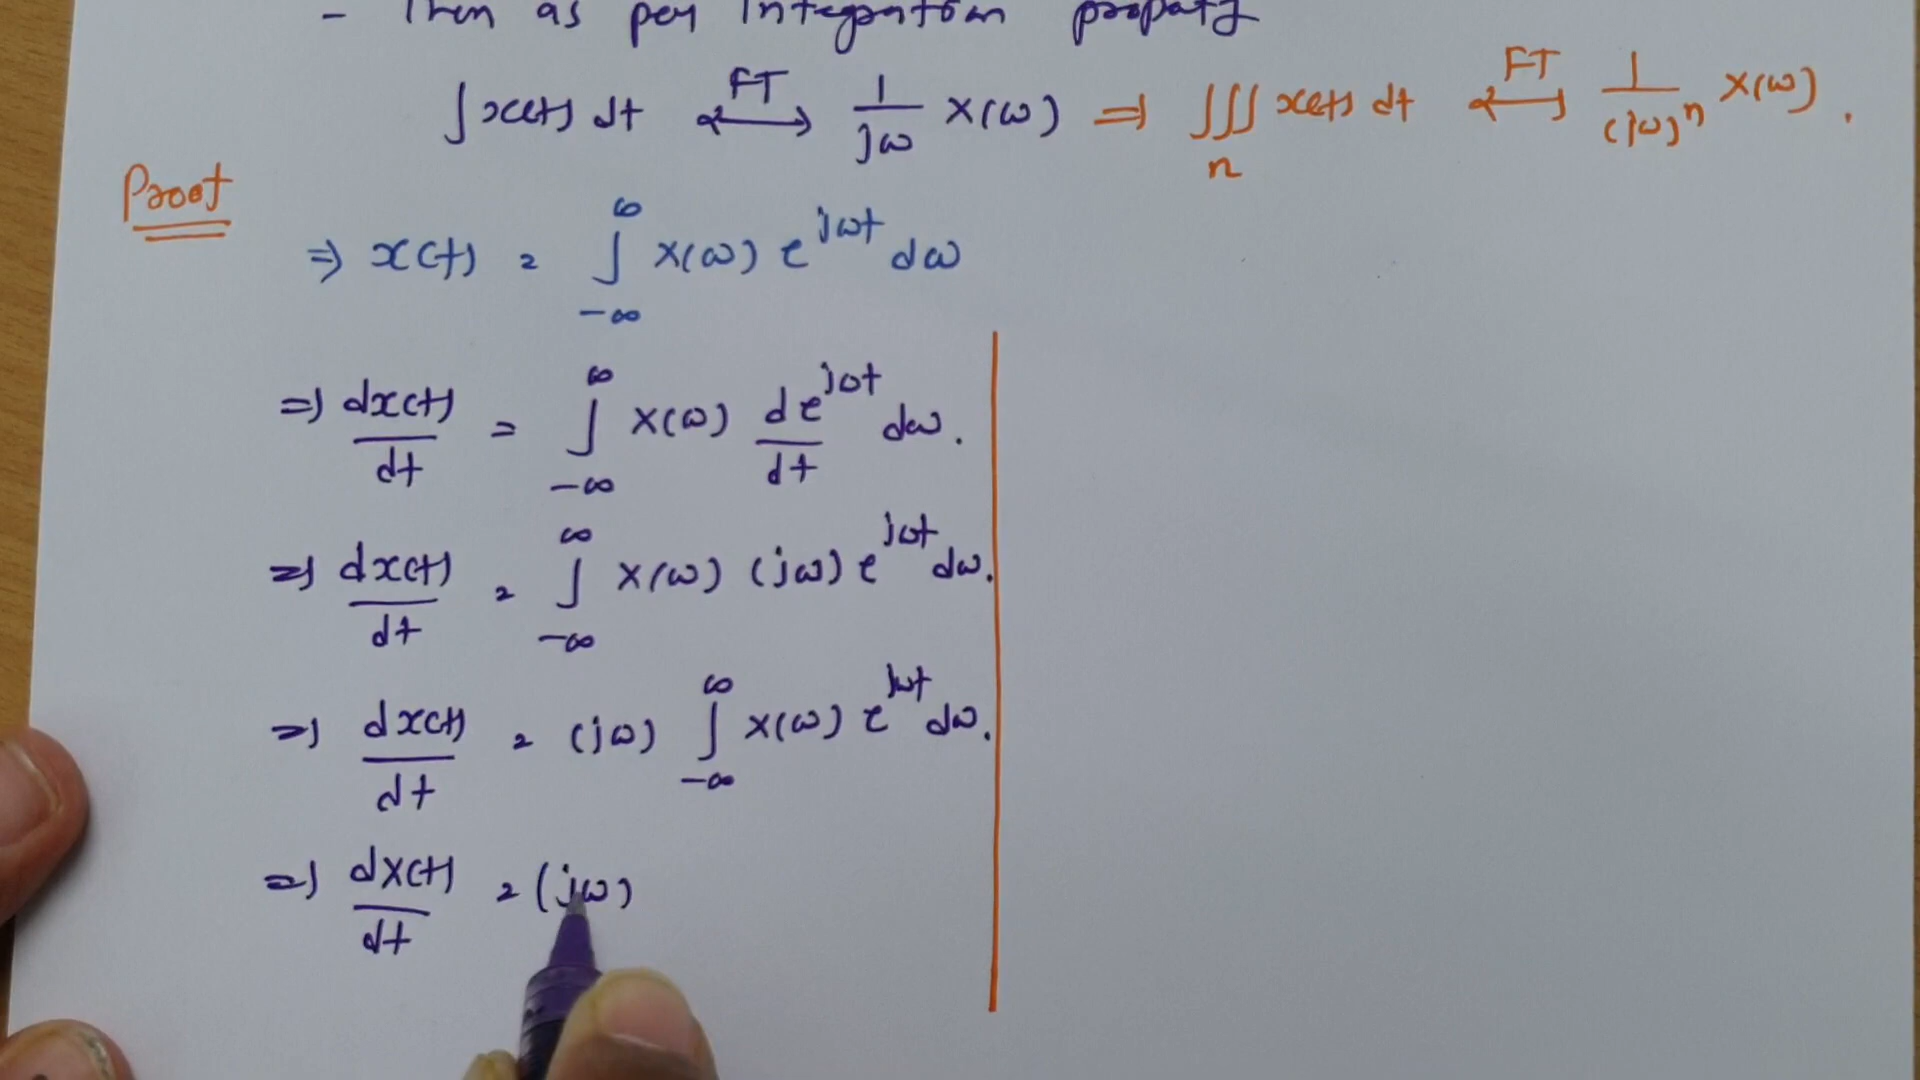 - Then as per Integration property
∫ x(t) dt ←FT→ 1/jω X(ω) ⇒ ∭ₙ x(t) dt ←FT→ 1/(jω)ⁿ X(ω).
Proof
⇒ x(t) = ∫_{-∞}^{∞} X(ω) e^{jωt} dω
⇒ dx(t)/dt = ∫_{-∞}^{∞} X(ω) de^{jωt}/dt dω.
⇒ dx(t)/dt = ∫_{-∞}^{∞} X(ω) (jω) e^{jωt} dω.
⇒ dx(t)/dt = (jω) ∫_{-∞}^{∞} X(ω) e^{jωt} dω.
⇒ dx(t)/dt = (jω)